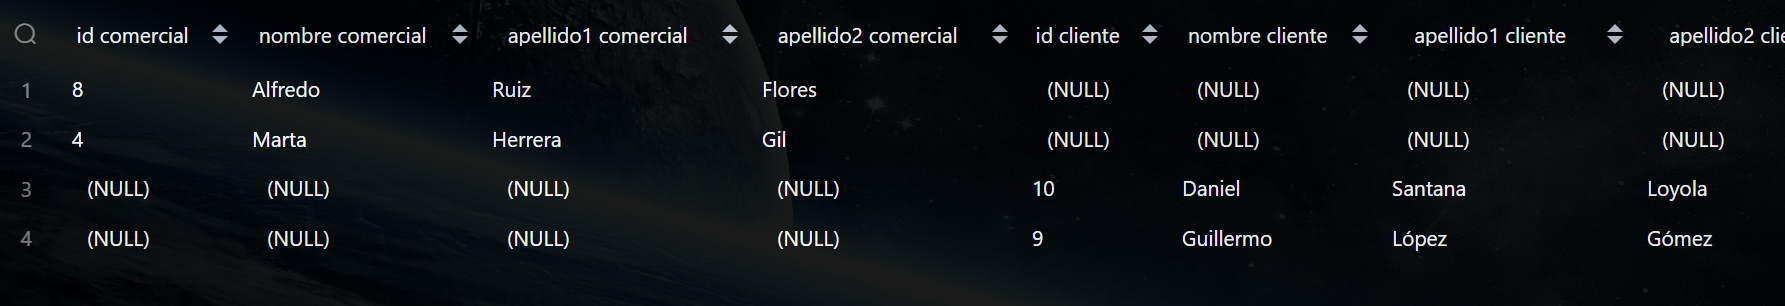 id comercial nombre comercial apellido1 comercial apellido2 comercial id cliente nombre cliente apellido1 cliente apellido2 clie
1 8 Alfredo Ruiz Flores (NULL) (NULL) (NULL) (NULL)
2 4 Marta Herrera Gil (NULL) (NULL) (NULL) (NULL)
3 (NULL) (NULL) (NULL) (NULL) 10 Daniel Santana Loyola
4 (NULL) (NULL) (NULL) (NULL) 9 Guillermo López Gómez